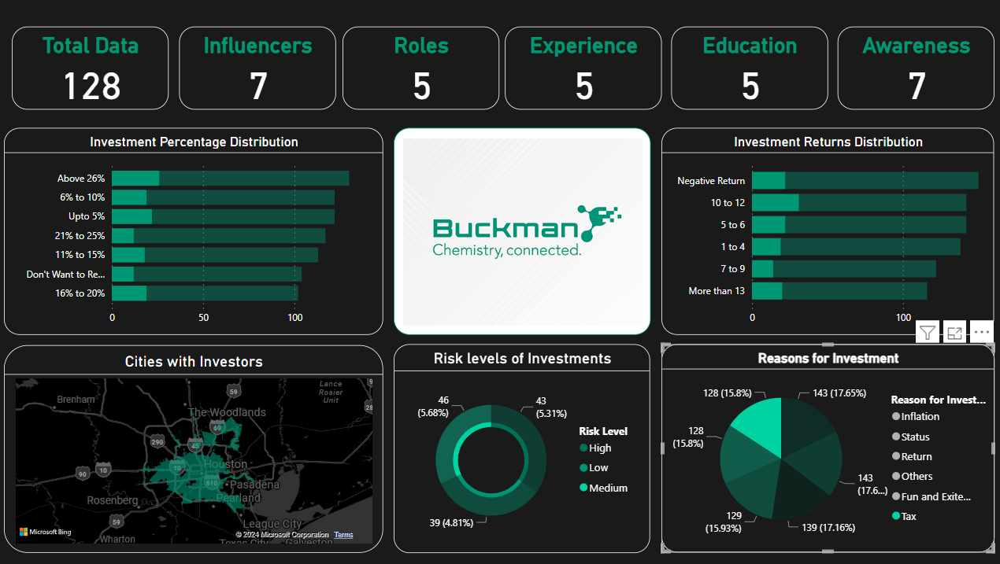 Total Data
128
Influencers
7
Roles
5
Experience
5
Education
5
Awareness
7
Investment Percentage Distribution
Above 26%
6% to 10%
Upto 5%
21% to 25%
11% to 15%
Don't Want to Re...
16% to 20%
0
50
100
Buckman
Chemistry, connected.
Investment Returns Distribution
Negative Return
10 to 12
5 to 6
1 to 4
7 to 9
More than 13
0
100
Cities with Investors
Lance
Rosier
Unit
59
Brenham
The Woodlands
69
290
45
10
Houston
90
10
610
Pasadena
Rosenberg
Pearland
59
League City
Microsoft Bing
© 2024 Microsoft Corporation
Terms
Wharton
Texas City
Galveston
Risk levels of Investments
46
(5.68%)
43
(5.31%)
39 (4.81%)
Risk Level
High
Low
Medium
Reasons for Investment
128 (15.8%)
143 (17.65%)
128
(15.8%)
143
(17.6...)
129
(15.93%)
139 (17.16%)
Reason for Invest...
Inflation
Status
Return
Others
Fun and Exite...
Tax